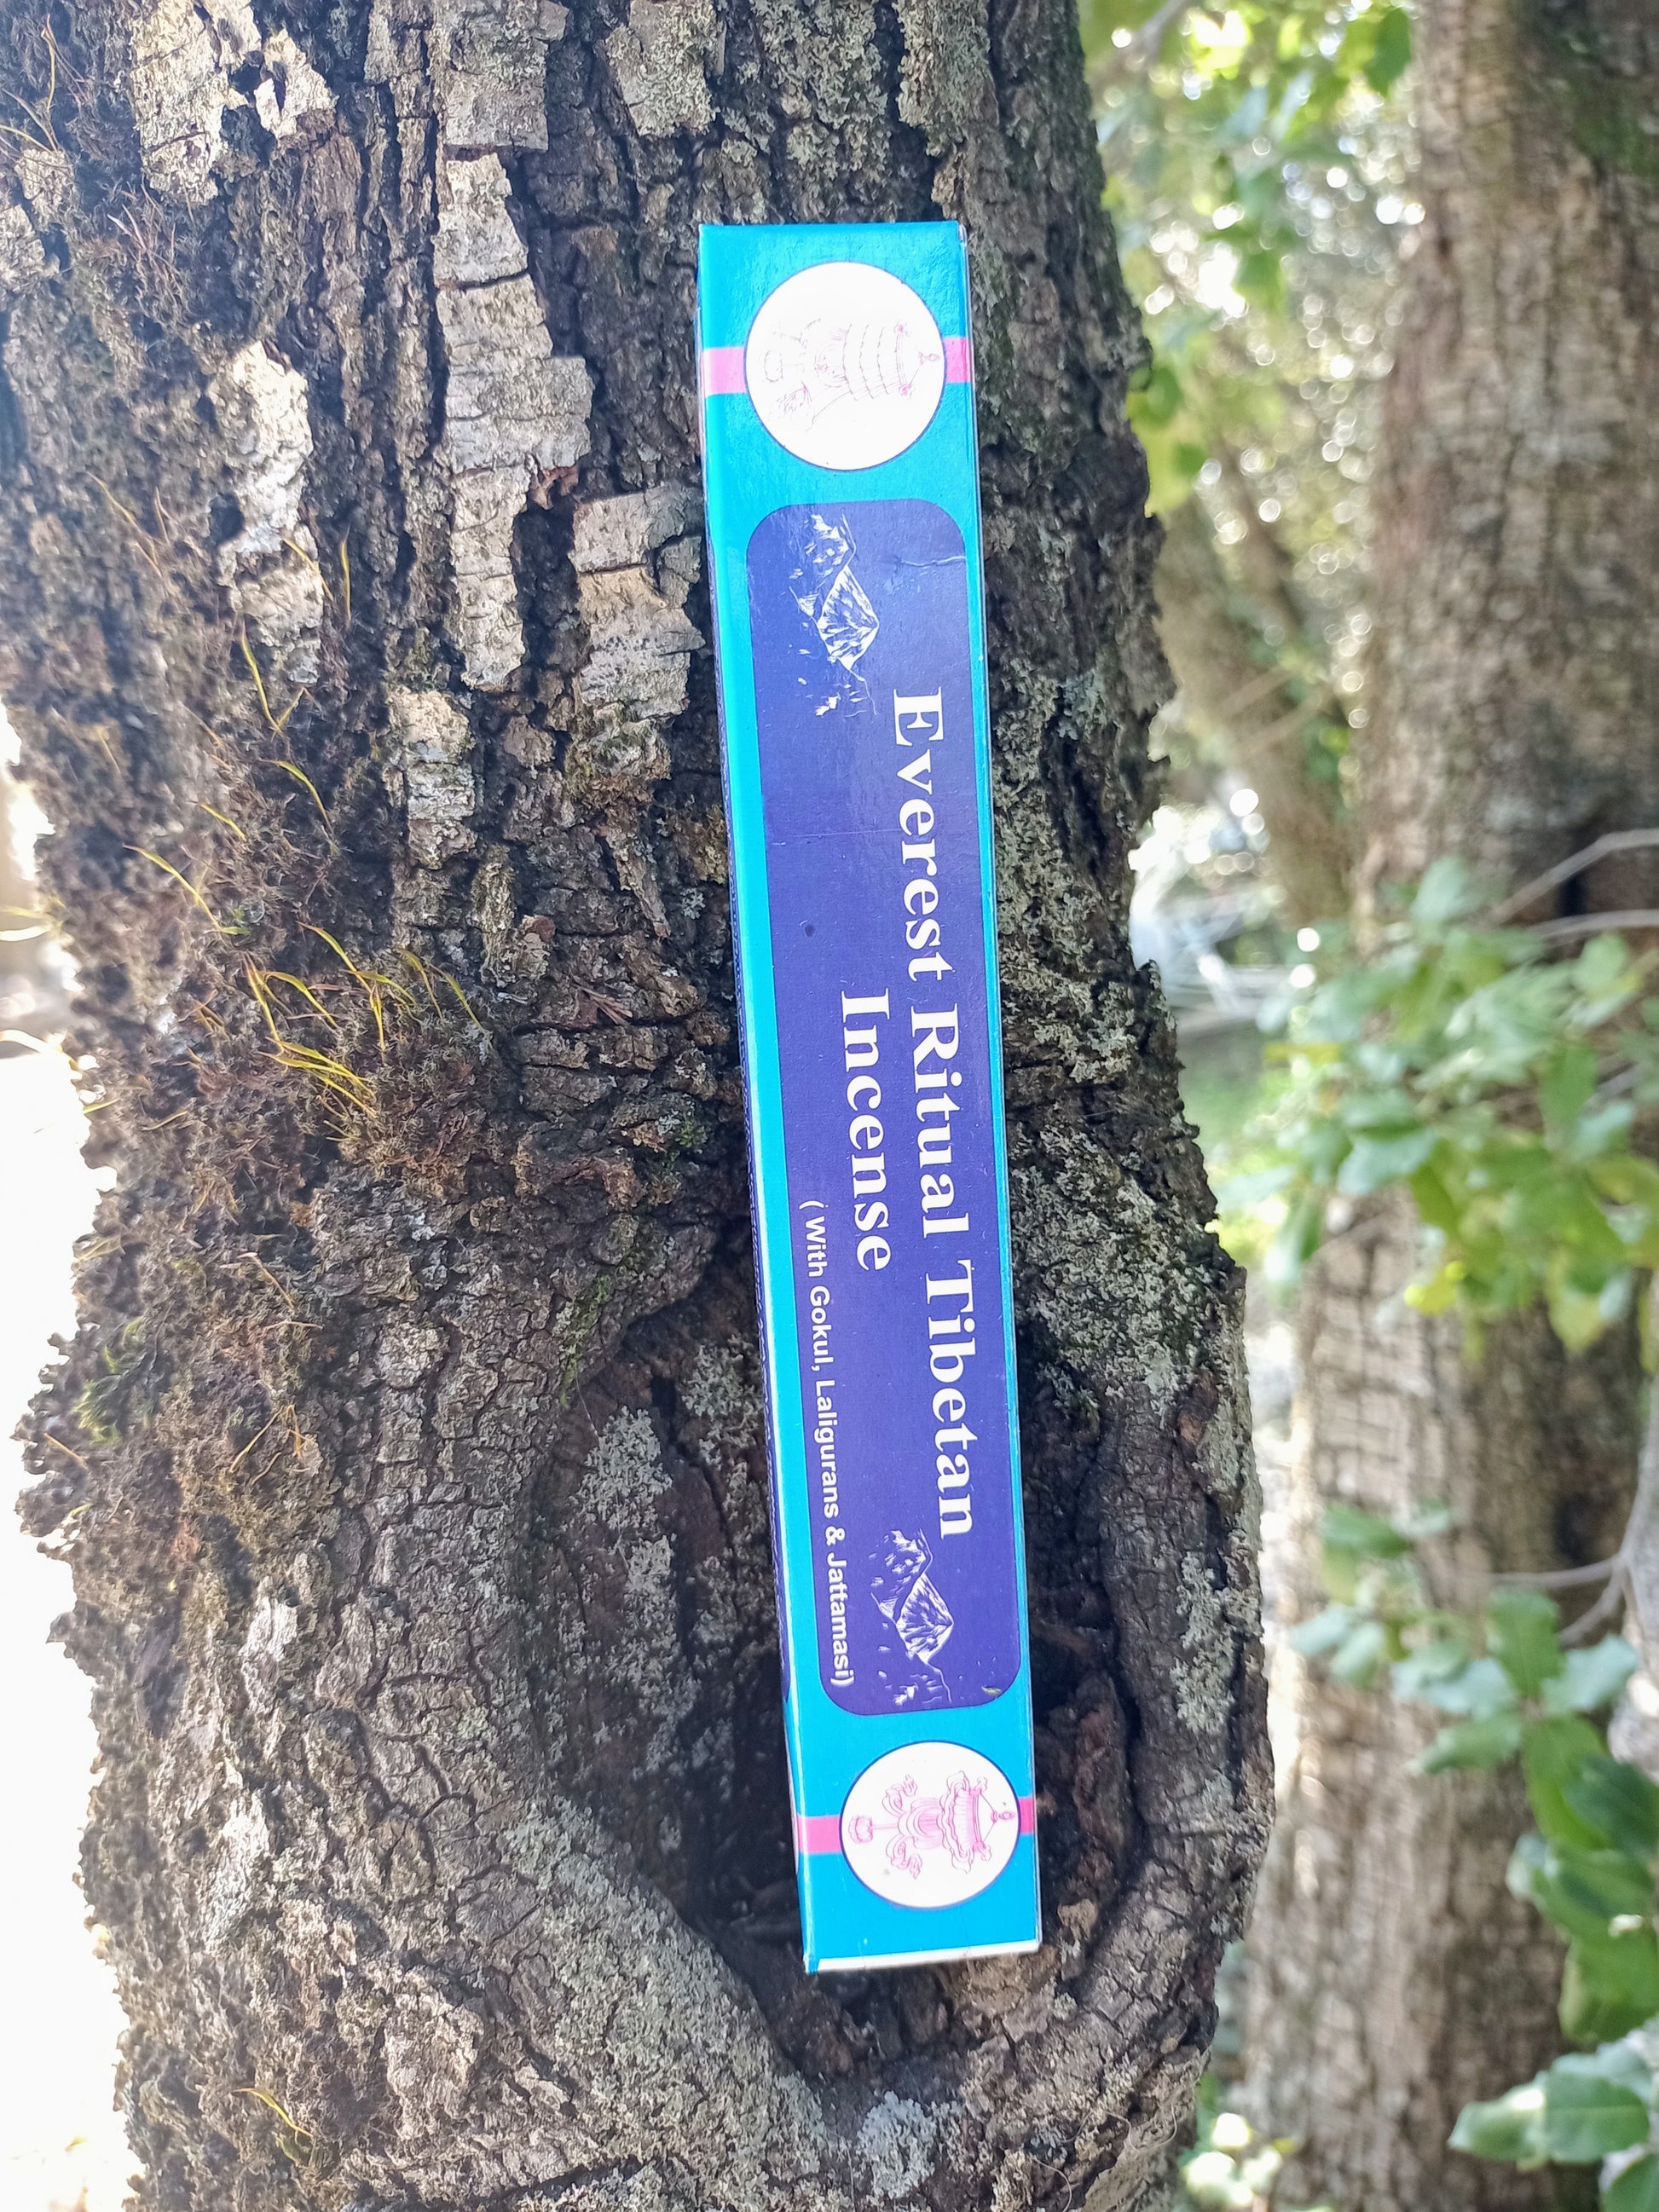 Everest Ritual Tibetan
Incense
( With Gokul, Laligurans & Jattamasi)